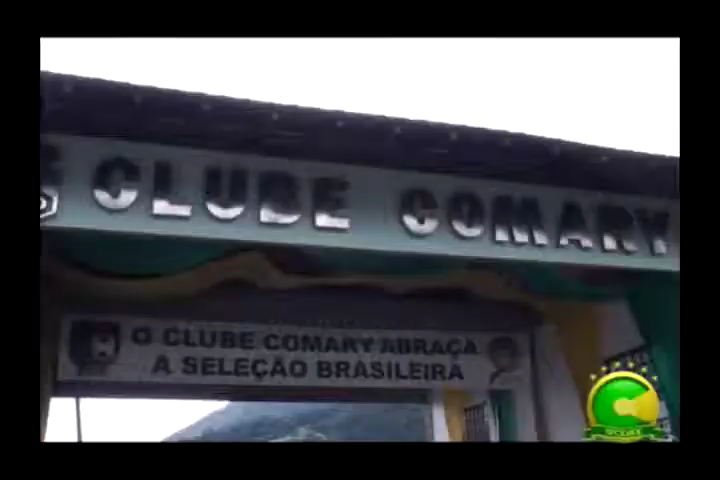 CLUBE COMARY
O CLUBE COMARY ABRAÇA
A SELEÇÃO BRASILEIRA